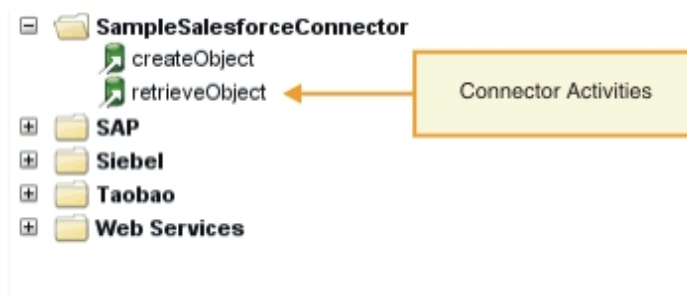 SampleSalesforceConnector
createObject
retrieveObject
Connector Activities
SAP
Siebel
Taobao
Web Services